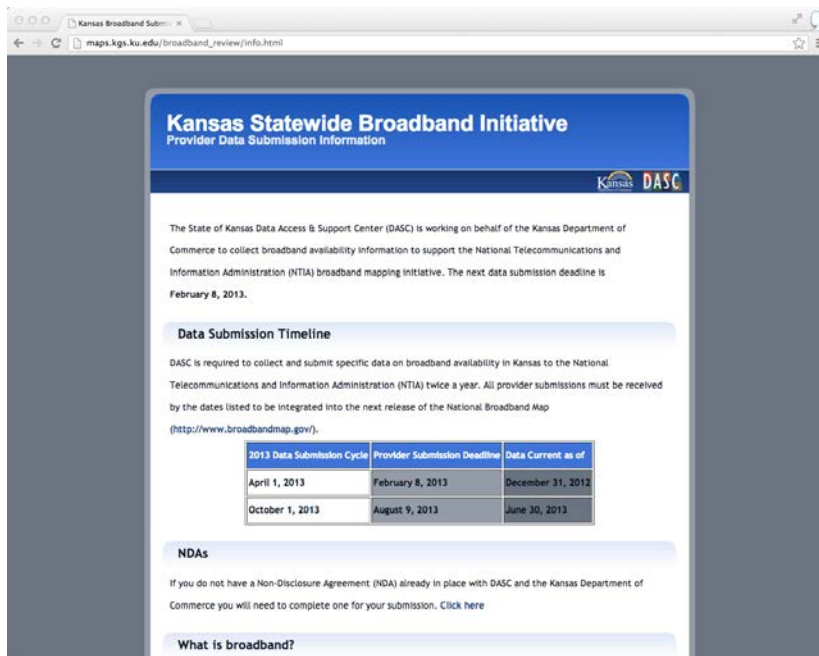 Kansas Broadband Submi
maps.kgs.ku.edu/broadband_review/info.html
Kansas Statewide Broadband Initiative
Provider Data Submission Information
Kansas DASC
The State of Kansas Data Access & Support Center (DASC) is working on behalf of the Kansas Department of
Commerce to collect broadband availability information to support the National Telecommunications and
Information Administration (NTIA) broadband mapping initiative. The next data submission deadline is
February 8, 2013.
Data Submission Timeline
DASC is required to collect and submit specific data on broadband availability in Kansas to the National
Telecommunications and Information Administration (NTIA) twice a year. All provider submissions must be received
by the dates listed to be integrated into the next release of the National Broadband Map
(http://www.broadbandmap.gov/).
2013 Data Submission Cycle Provider Submission Deadline Data Current as of
April 1, 2013 February 8, 2013 December 31, 2012
October 1, 2013 August 9, 2013 June 30, 2013
NDAs
If you do not have a Non-Disclosure Agreement (NDA) already in place with DASC and the Kansas Department of
Commerce you will need to complete one for your submission. Click here
What is broadband?